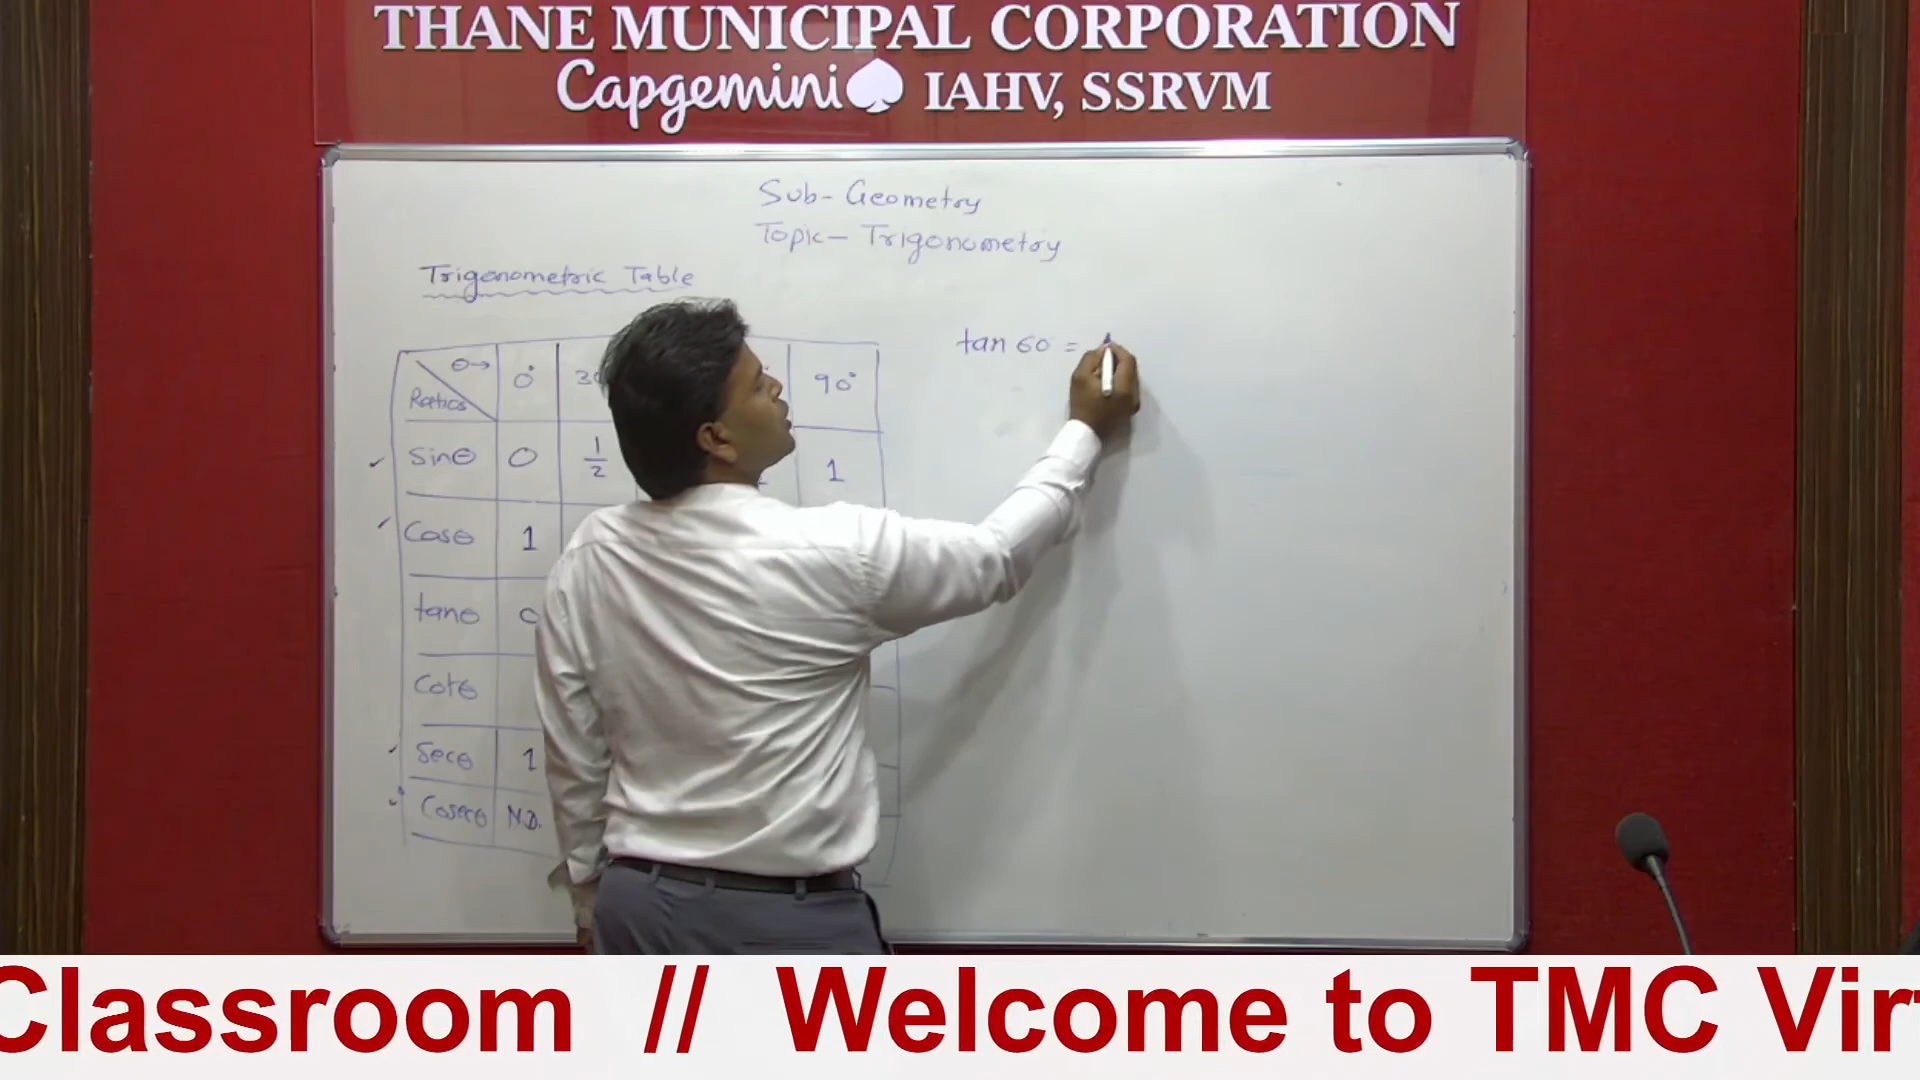 THANE MUNICIPAL CORPORATION
Capgemini IAHV, SSRVM
Sub- Geometry
Topic- Trigonometry
Trigonometric Table
tan 60 =
θ→ 0° 90°
Ratios
Sinθ 0 1/2 1
Cosθ 1
tanθ 0
Cotθ
Secθ 1
Cosecθ N.D.
Classroom // Welcome to TMC Vir